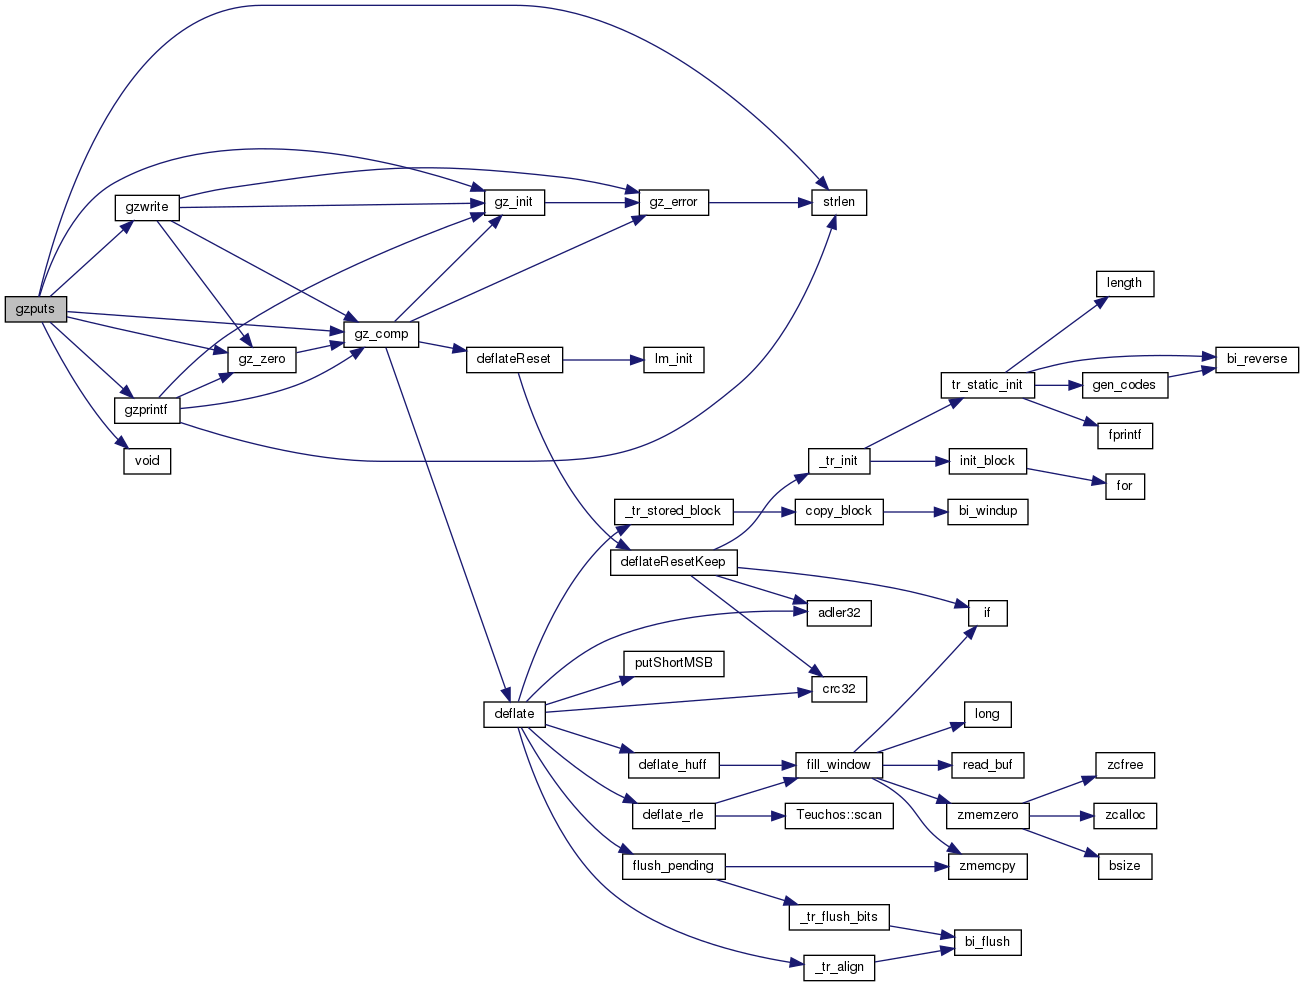 gzputs
gzwrite
gzprintf
void
gz_zero
gz_comp
gz_init
deflateReset
deflate
gz_error
lm_init
_tr_stored_block
deflateResetKeep
putShortMSB
deflate_huff
deflate_rle
flush_pending
strlen
_tr_init
copy_block
adler32
crc32
fill_window
Teuchos::scan
_tr_flush_bits
_tr_align
tr_static_init
init_block
bi_windup
if
long
read_buf
zmemzero
zmemcpy
bi_flush
length
gen_codes
fprintf
for
zcfree
zcalloc
bsize
bi_reverse